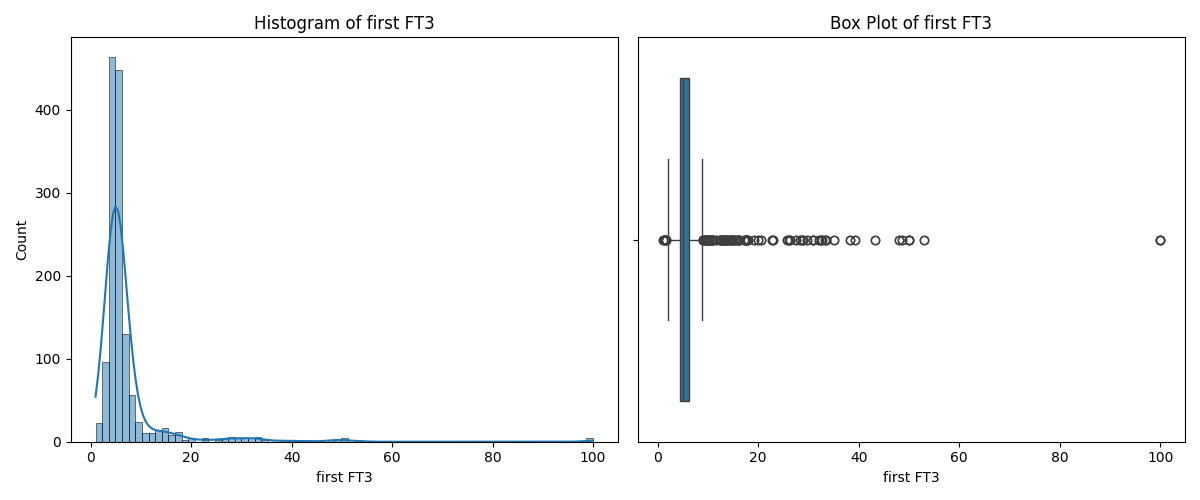 Histogram of first FT3
Count
400
300
200
100
0
0 20 40 60 80 100
first FT3
Box Plot of first FT3
0 20 40 60 80 100
first FT3